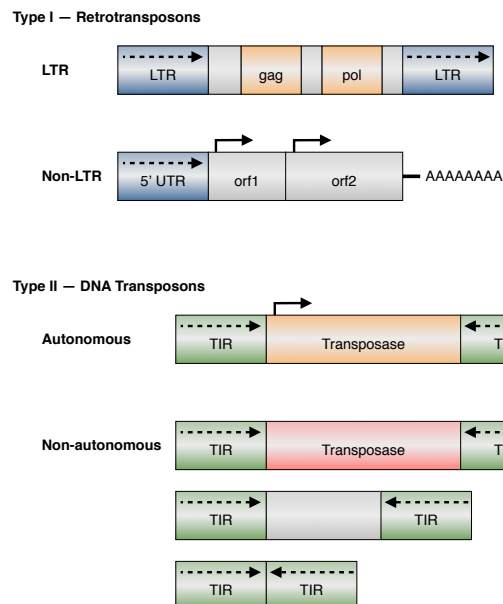 Type I — Retrotransposons
LTR
LTR gag pol LTR
Non-LTR
5' UTR orf1 orf2 AAAAAAAA
Type II — DNA Transposons
Autonomous
TIR Transposase
Non-autonomous
TIR Transposase
TIR TIR
TIR TIR